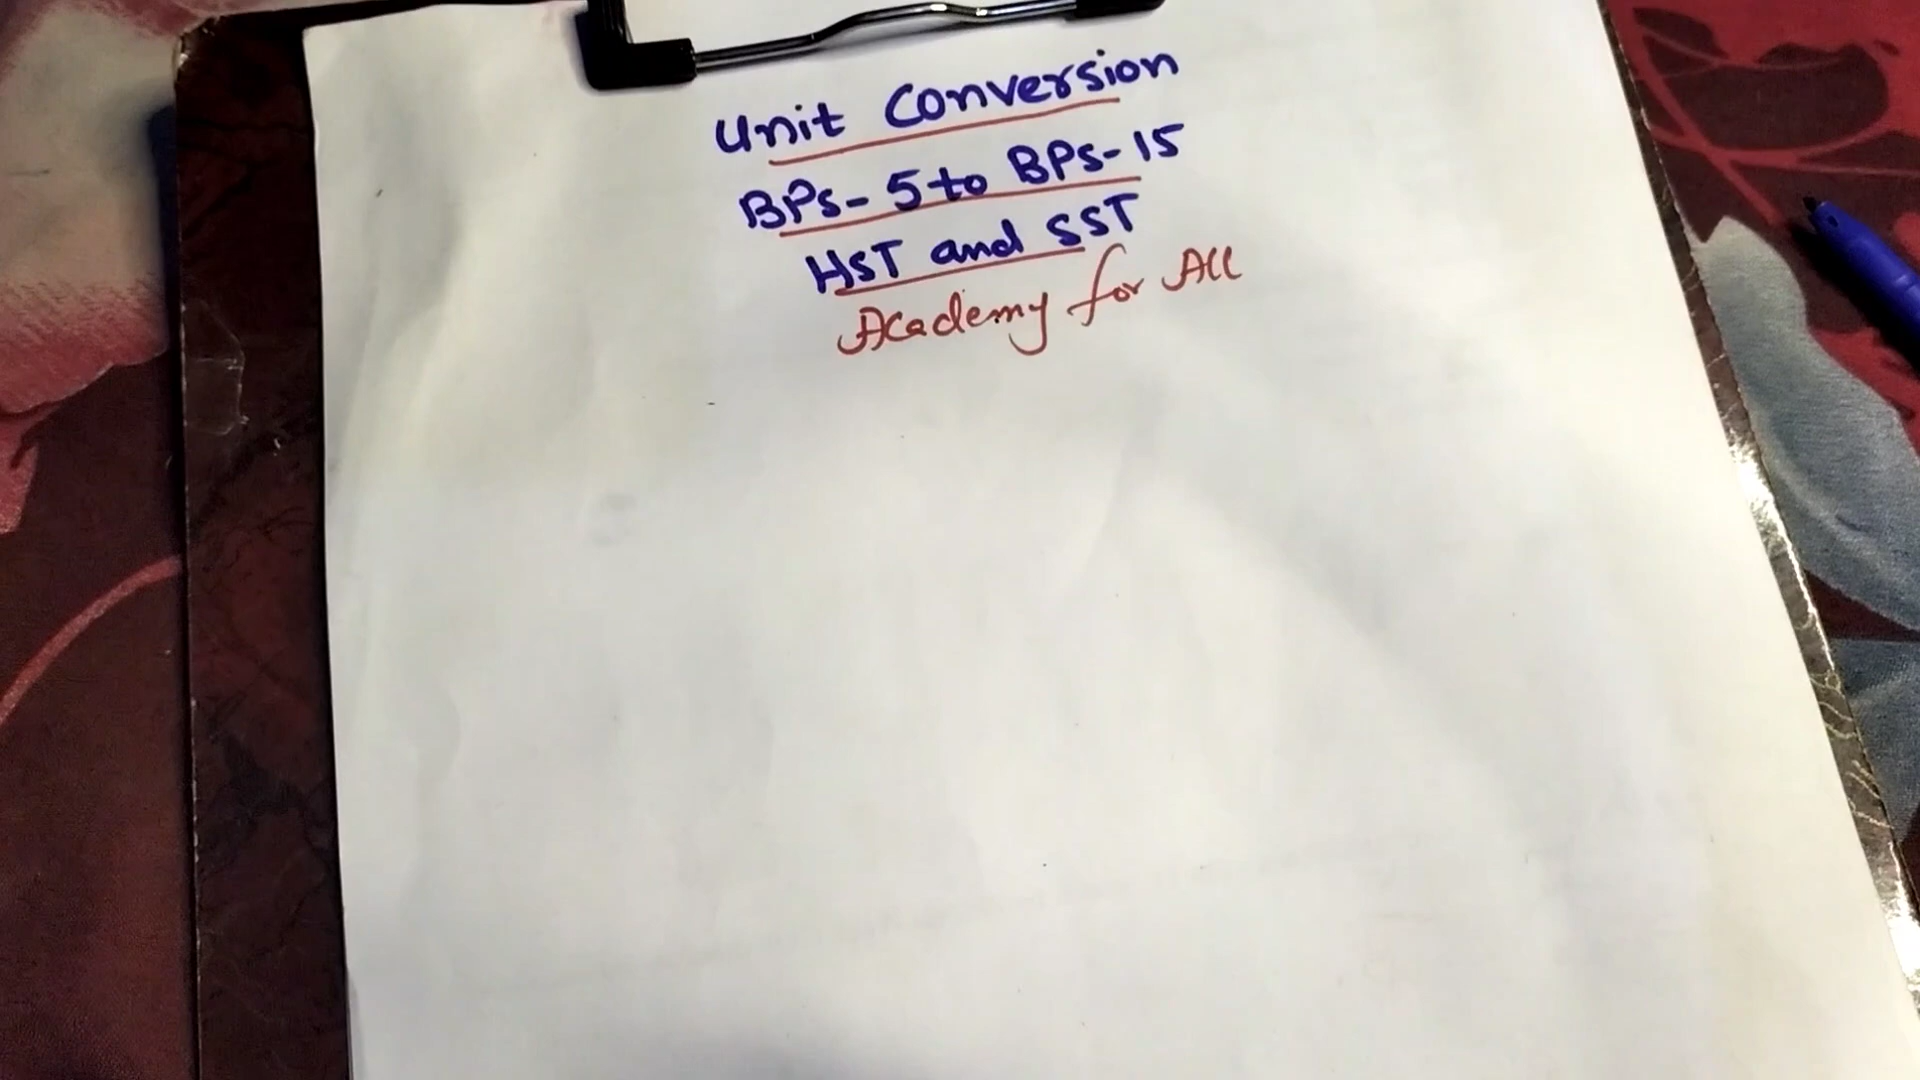 Unit Conversion
BPS-5 to BPS-15
HST and SST
Academy for All